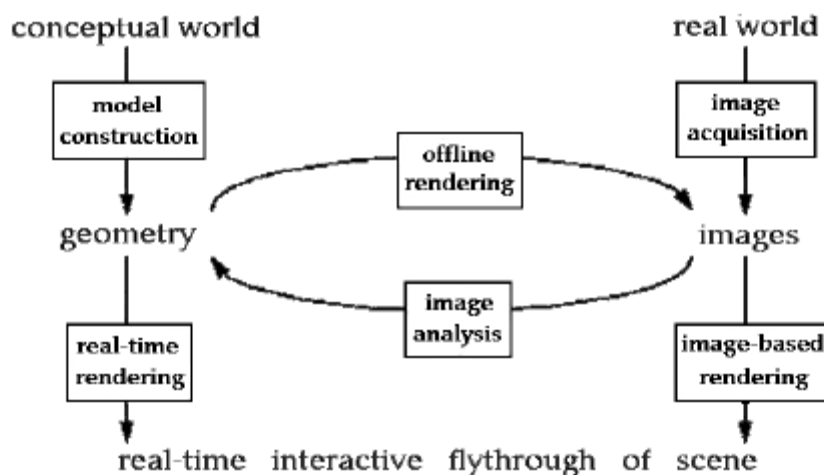 conceptual world
real world
model
construction
image
acquisition
offline
rendering
geometry
images
image
analysis
real-time
rendering
image-based
rendering
real-time interactive flythrough of scene